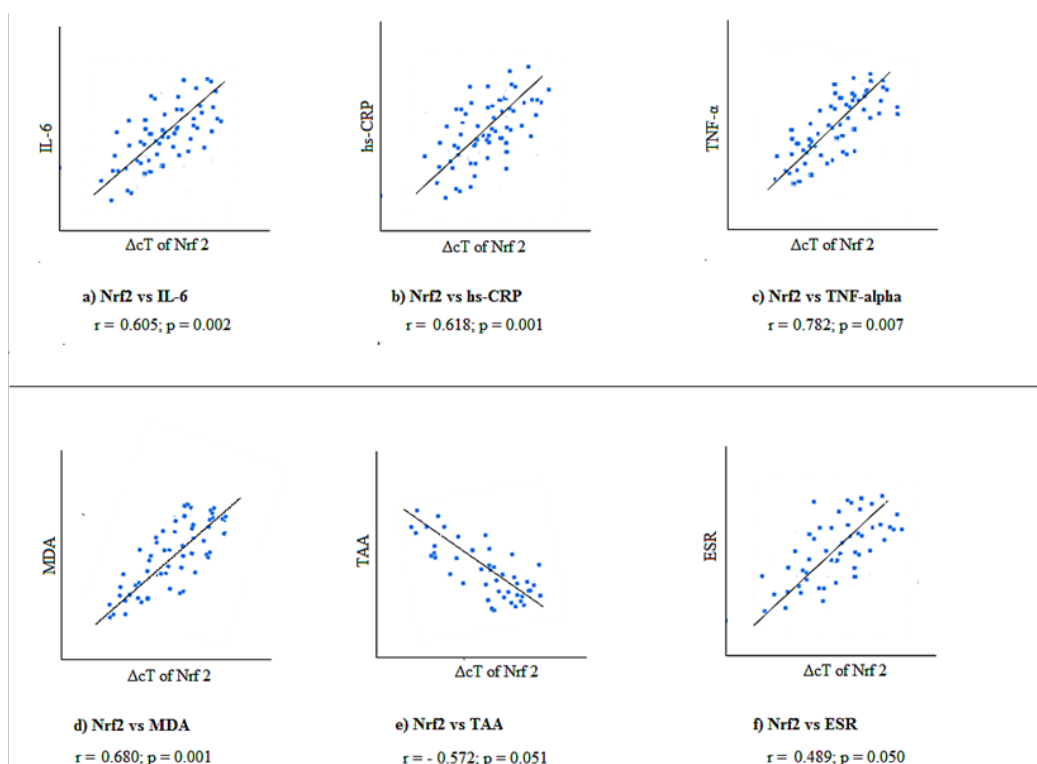 IL-6
hs-CRP
TNF-α
ΔcT of Nrf 2
ΔcT of Nrf 2
ΔcT of Nrf 2
a) Nrf2 vs IL-6
b) Nrf2 vs hs-CRP
c) Nrf2 vs TNF-alpha
r = 0.605; p = 0.002
r = 0.618; p = 0.001
r = 0.782; p = 0.007
MDA
TAA
ESR
ΔcT of Nrf 2
ΔcT of Nrf 2
ΔcT of Nrf 2
d) Nrf2 vs MDA
e) Nrf2 vs TAA
f) Nrf2 vs ESR
r = 0.680; p = 0.001
r = - 0.572; p = 0.051
r = 0.489; p = 0.050